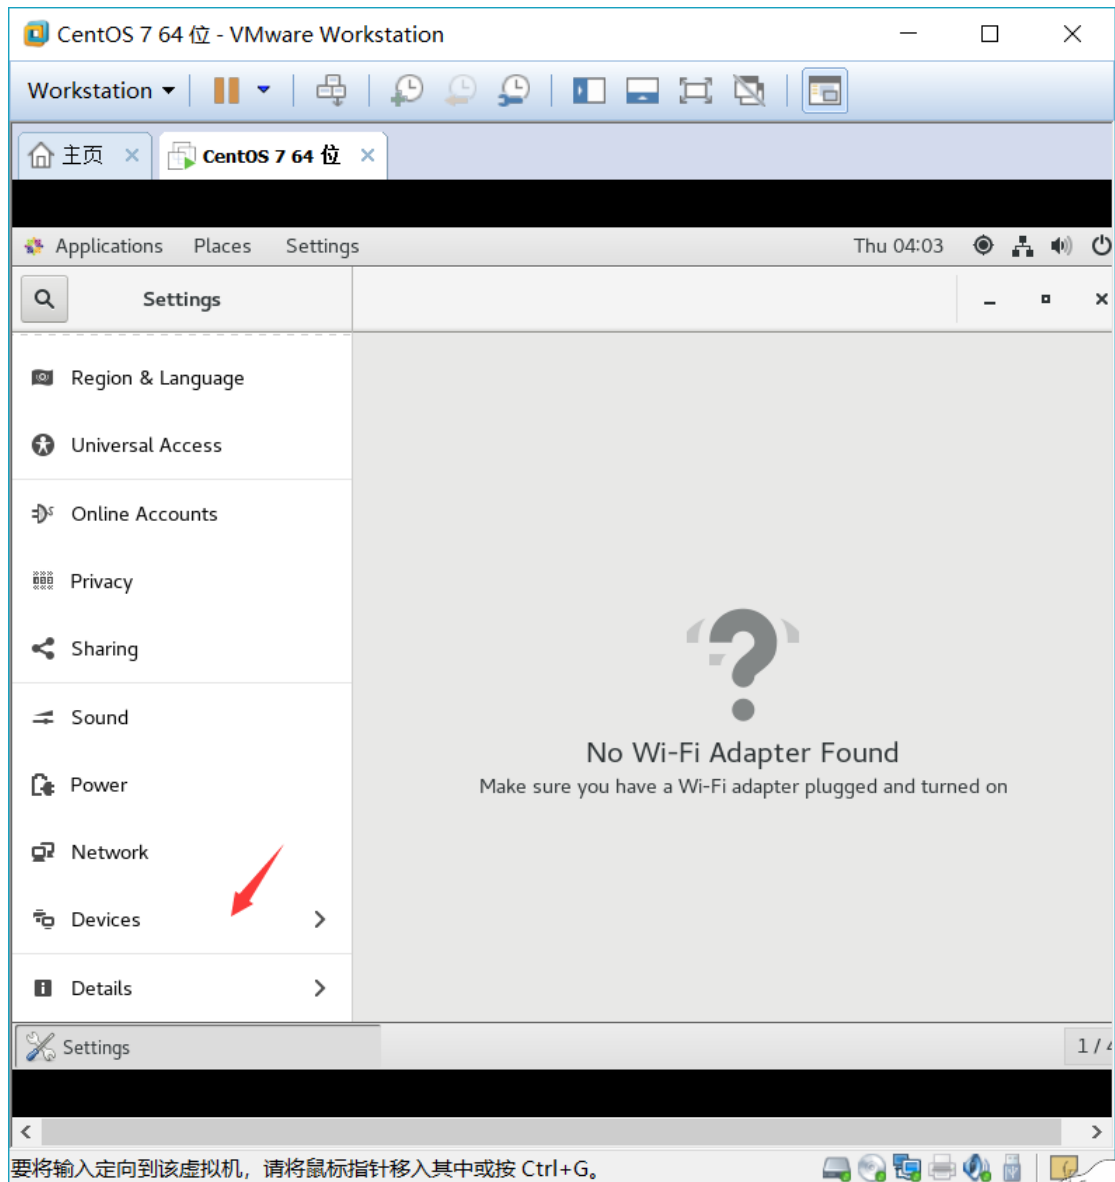 CentOS 7 64 位 - VMware Workstation
Workstation
主页
CentOS 7 64 位
Applications Places Settings Thu 04:03
Settings
Region & Language
Universal Access
Online Accounts
Privacy
Sharing
Sound
Power
Network
Devices
Details
No Wi-Fi Adapter Found
Make sure you have a Wi-Fi adapter plugged and turned on
Settings
1 / 4
要将输入定向到该虚拟机，请将鼠标指针移入其中或按 Ctrl+G。